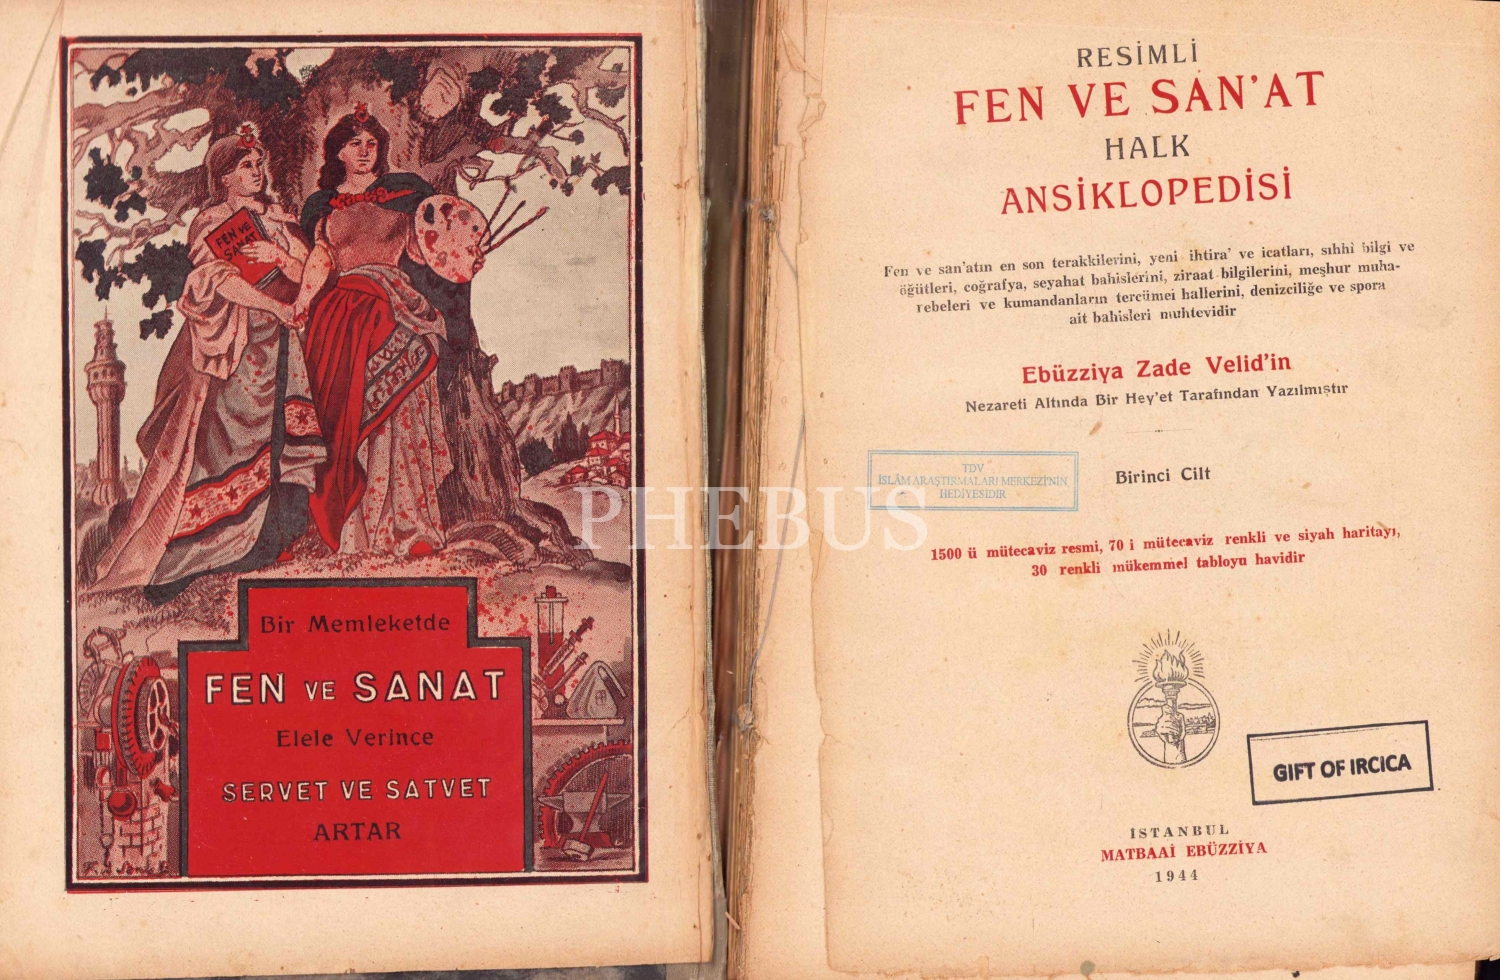 FEN VE
SANAT
Bir Memleketde
FEN VE SANAT
Elele Verince
SERVET VE SATVET
ARTAR
RESİMLİ
FEN VE SAN'AT
HALK
ANSİKLOPEDİSİ
Fen ve san'atın en son terakkilerini, yeni ihtira' ve icatları, sıhhî bilgi ve
öğütleri, coğrafya, seyahat bahislerini, ziraat bilgilerini, meşhur muha-
rebeleri ve kumandanların tercümei hallerini, denizciliğe ve spora
ait bahisleri muhtevidir
Ebüzziya Zade Velid'in
Nezareti Altında Bir Hey'et Tarafından Yazılmıştır
Birinci Cilt
TDV
İSLÂM ARAŞTIRMALARI MERKEZİ'NİN
HEDİYESİDİR
PHEBUS
1500 ü mütecaviz resmi, 70 i mütecaviz renkli ve siyah haritayı,
30 renkli mükemmel tabloyu havidir
GIFT OF IRCICA
İSTANBUL
MATBAAİ EBÜZZİYA
1944